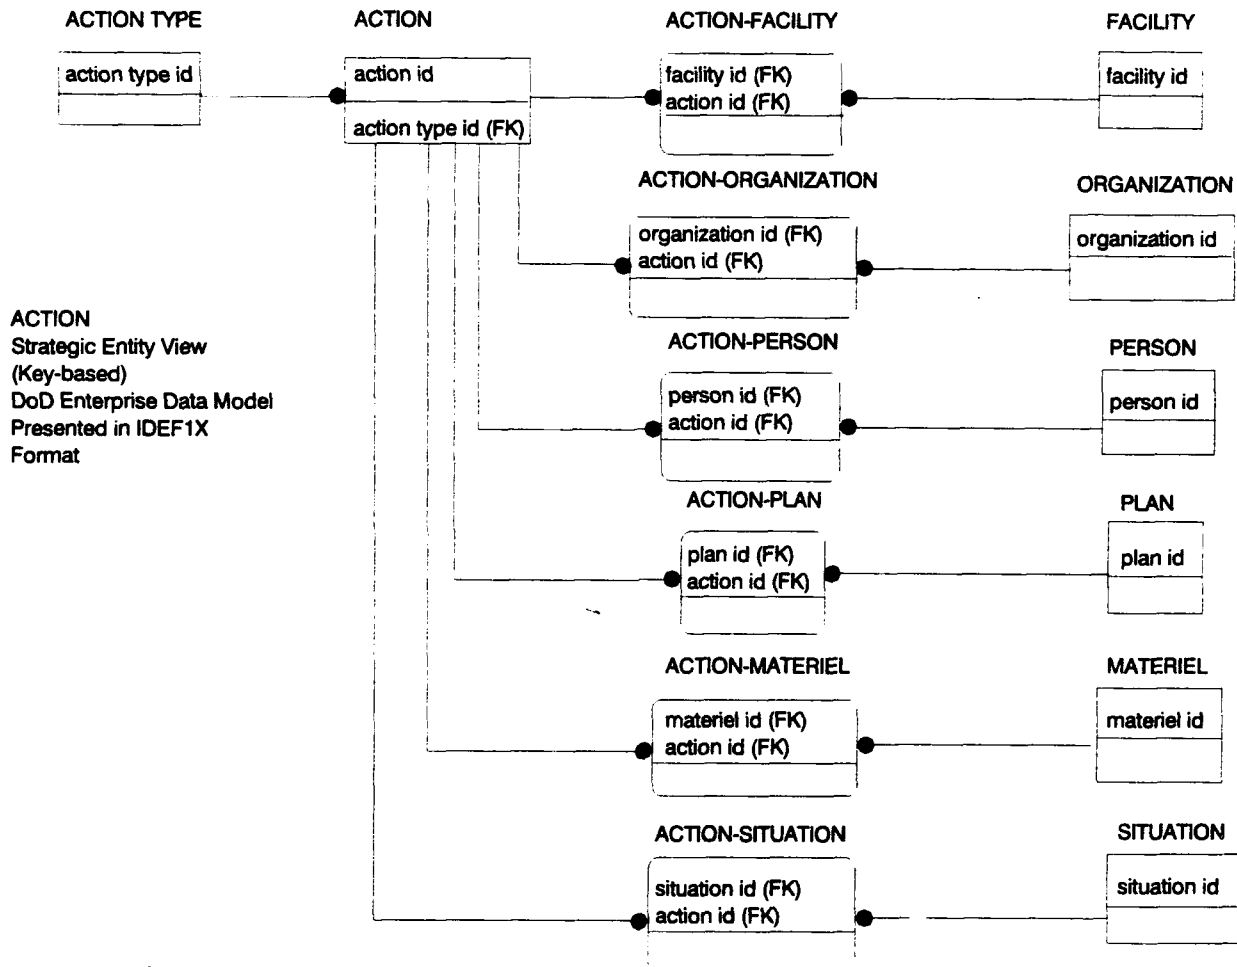 ACTION TYPE
action type id
ACTION
action id
action type id (FK)
ACTION-FACILITY
facility id (FK)
action id (FK)
FACILITY
facility id
ACTION-ORGANIZATION
organization id (FK)
action id (FK)
ORGANIZATION
organization id
ACTION
Strategic Entity View
(Key-based)
DoD Enterprise Data Model
Presented in IDEF1X
Format
ACTION-PERSON
person id (FK)
action id (FK)
PERSON
person id
ACTION-PLAN
plan id (FK)
action id (FK)
PLAN
plan id
ACTION-MATERIEL
materiel id (FK)
action id (FK)
MATERIEL
materiel id
ACTION-SITUATION
situation id (FK)
action id (FK)
SITUATION
situation id